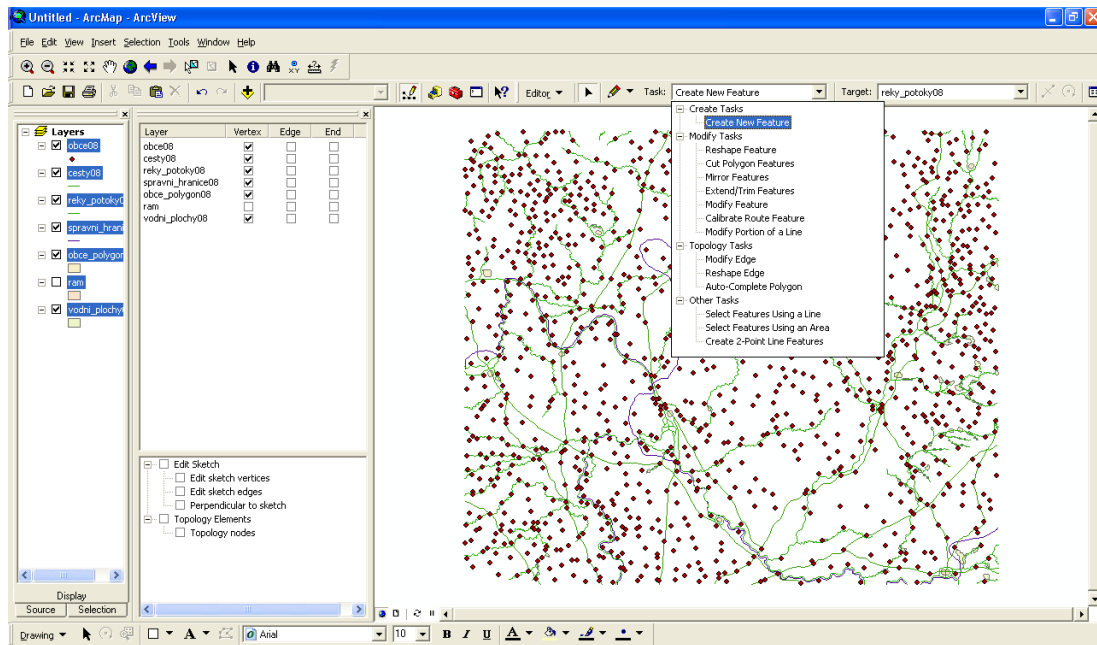 Untitled - ArcMap - ArcView
File Edit View Insert Selection Tools Window Help
Editor Task: Create New Feature Target: reky_potoky08
Layers
obce08
cesty08
reky_potoky0
spravni_hrani
obce_polygon
ram
vodni_plochy
Display
Source Selection
Layer Vertex Edge End
obce08
cesty08
reky_potoky08
spravni_hranice08
obce_polygon08
ram
vodni_plochy08
Edit Sketch
Edit sketch vertices
Edit sketch edges
Perpendicular to sketch
Topology Elements
Topology nodes
Create Tasks
Create New Feature
Modify Tasks
Reshape Feature
Cut Polygon Features
Mirror Features
Extend/Trim Features
Modify Feature
Calibrate Route Feature
Modify Portion of a Line
Topology Tasks
Modify Edge
Reshape Edge
Auto-Complete Polygon
Other Tasks
Select Features Using a Line
Select Features Using an Area
Create 2-Point Line Features
Drawing A Arial 10 B I U A